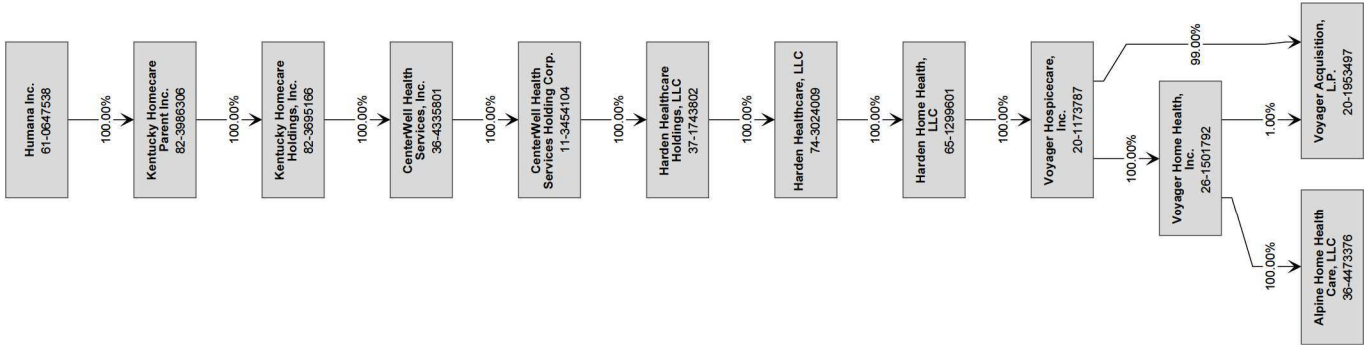 Humana Inc.
61-0647538
100.00%
Kentucky Homecare
Parent Inc.
82-3986306
100.00%
Kentucky Homecare
Holdings, Inc.
82-3695166
100.00%
CenterWell Heath
Services, Inc.
36-4335801
100.00%
CenterWell Health
Services Holding Corp.
11-3454104
100.00%
Harden Healthcare
Holdings, LLC
37-1743802
100.00%
Harden Healthcare, LLC
74-3024009
100.00%
Harden Home Health,
LLC
65-1299601
100.00%
Voyager Hospicecare,
Inc.
20-1173787
100.00%
99.00%
Voyager Home Health,
Inc.
26-1501792
100.00%
1.00%
Alpine Home Health
Care, LLC
36-4473376
Voyager Acquisition,
L.P.
20-1953497